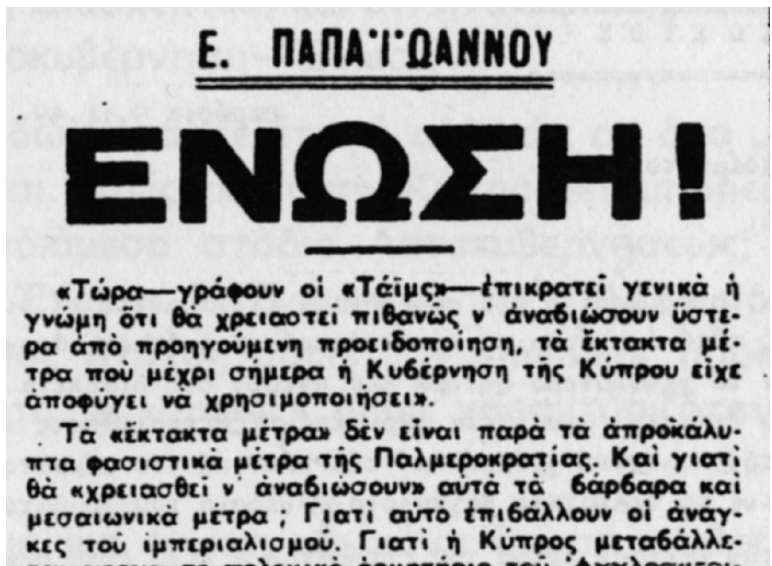 Ε. ΠΑΠΑΪΩΑΝΝΟΥ
ΕΝΩΣΗ!
«Τώρα—γράφουν οἱ «Τάϊμς»—ἐπικρατεῖ γενικὰ ἡ
γνώμη ὅτι θὰ χρειαστεῖ πιθανῶς ν' ἀναβιώσουν ὕστε-
ρα ἀπὸ προηγούμενη προειδοποίηση, τὰ ἔκτακτα μέ-
τρα ποὺ μέχρι σήμερα ἡ Κυβέρνηση τῆς Κύπρου εἶχε
ἀποφύγει νὰ χρησιμοποιήσει».
Τὰ «ἔκτακτα μέτρα» δὲν εἶναι παρὰ τὰ ἀπροκάλυ-
πτα φασιστικὰ μέτρα τῆς Παλμεροκρατίας. Καὶ γιατὶ
θὰ «χρειασθεῖ ν' ἀναβιώσουν» αὐτὰ τὰ βάρβαρα καὶ
μεσαιωνικὰ μέτρα; Γιατὶ αὐτὸ ἐπιβάλλουν οἱ ἀνάγ-
κες τοῦ ἰμπεριαλισμοῦ. Γιατὶ ἡ Κύπρος μεταβάλλε-